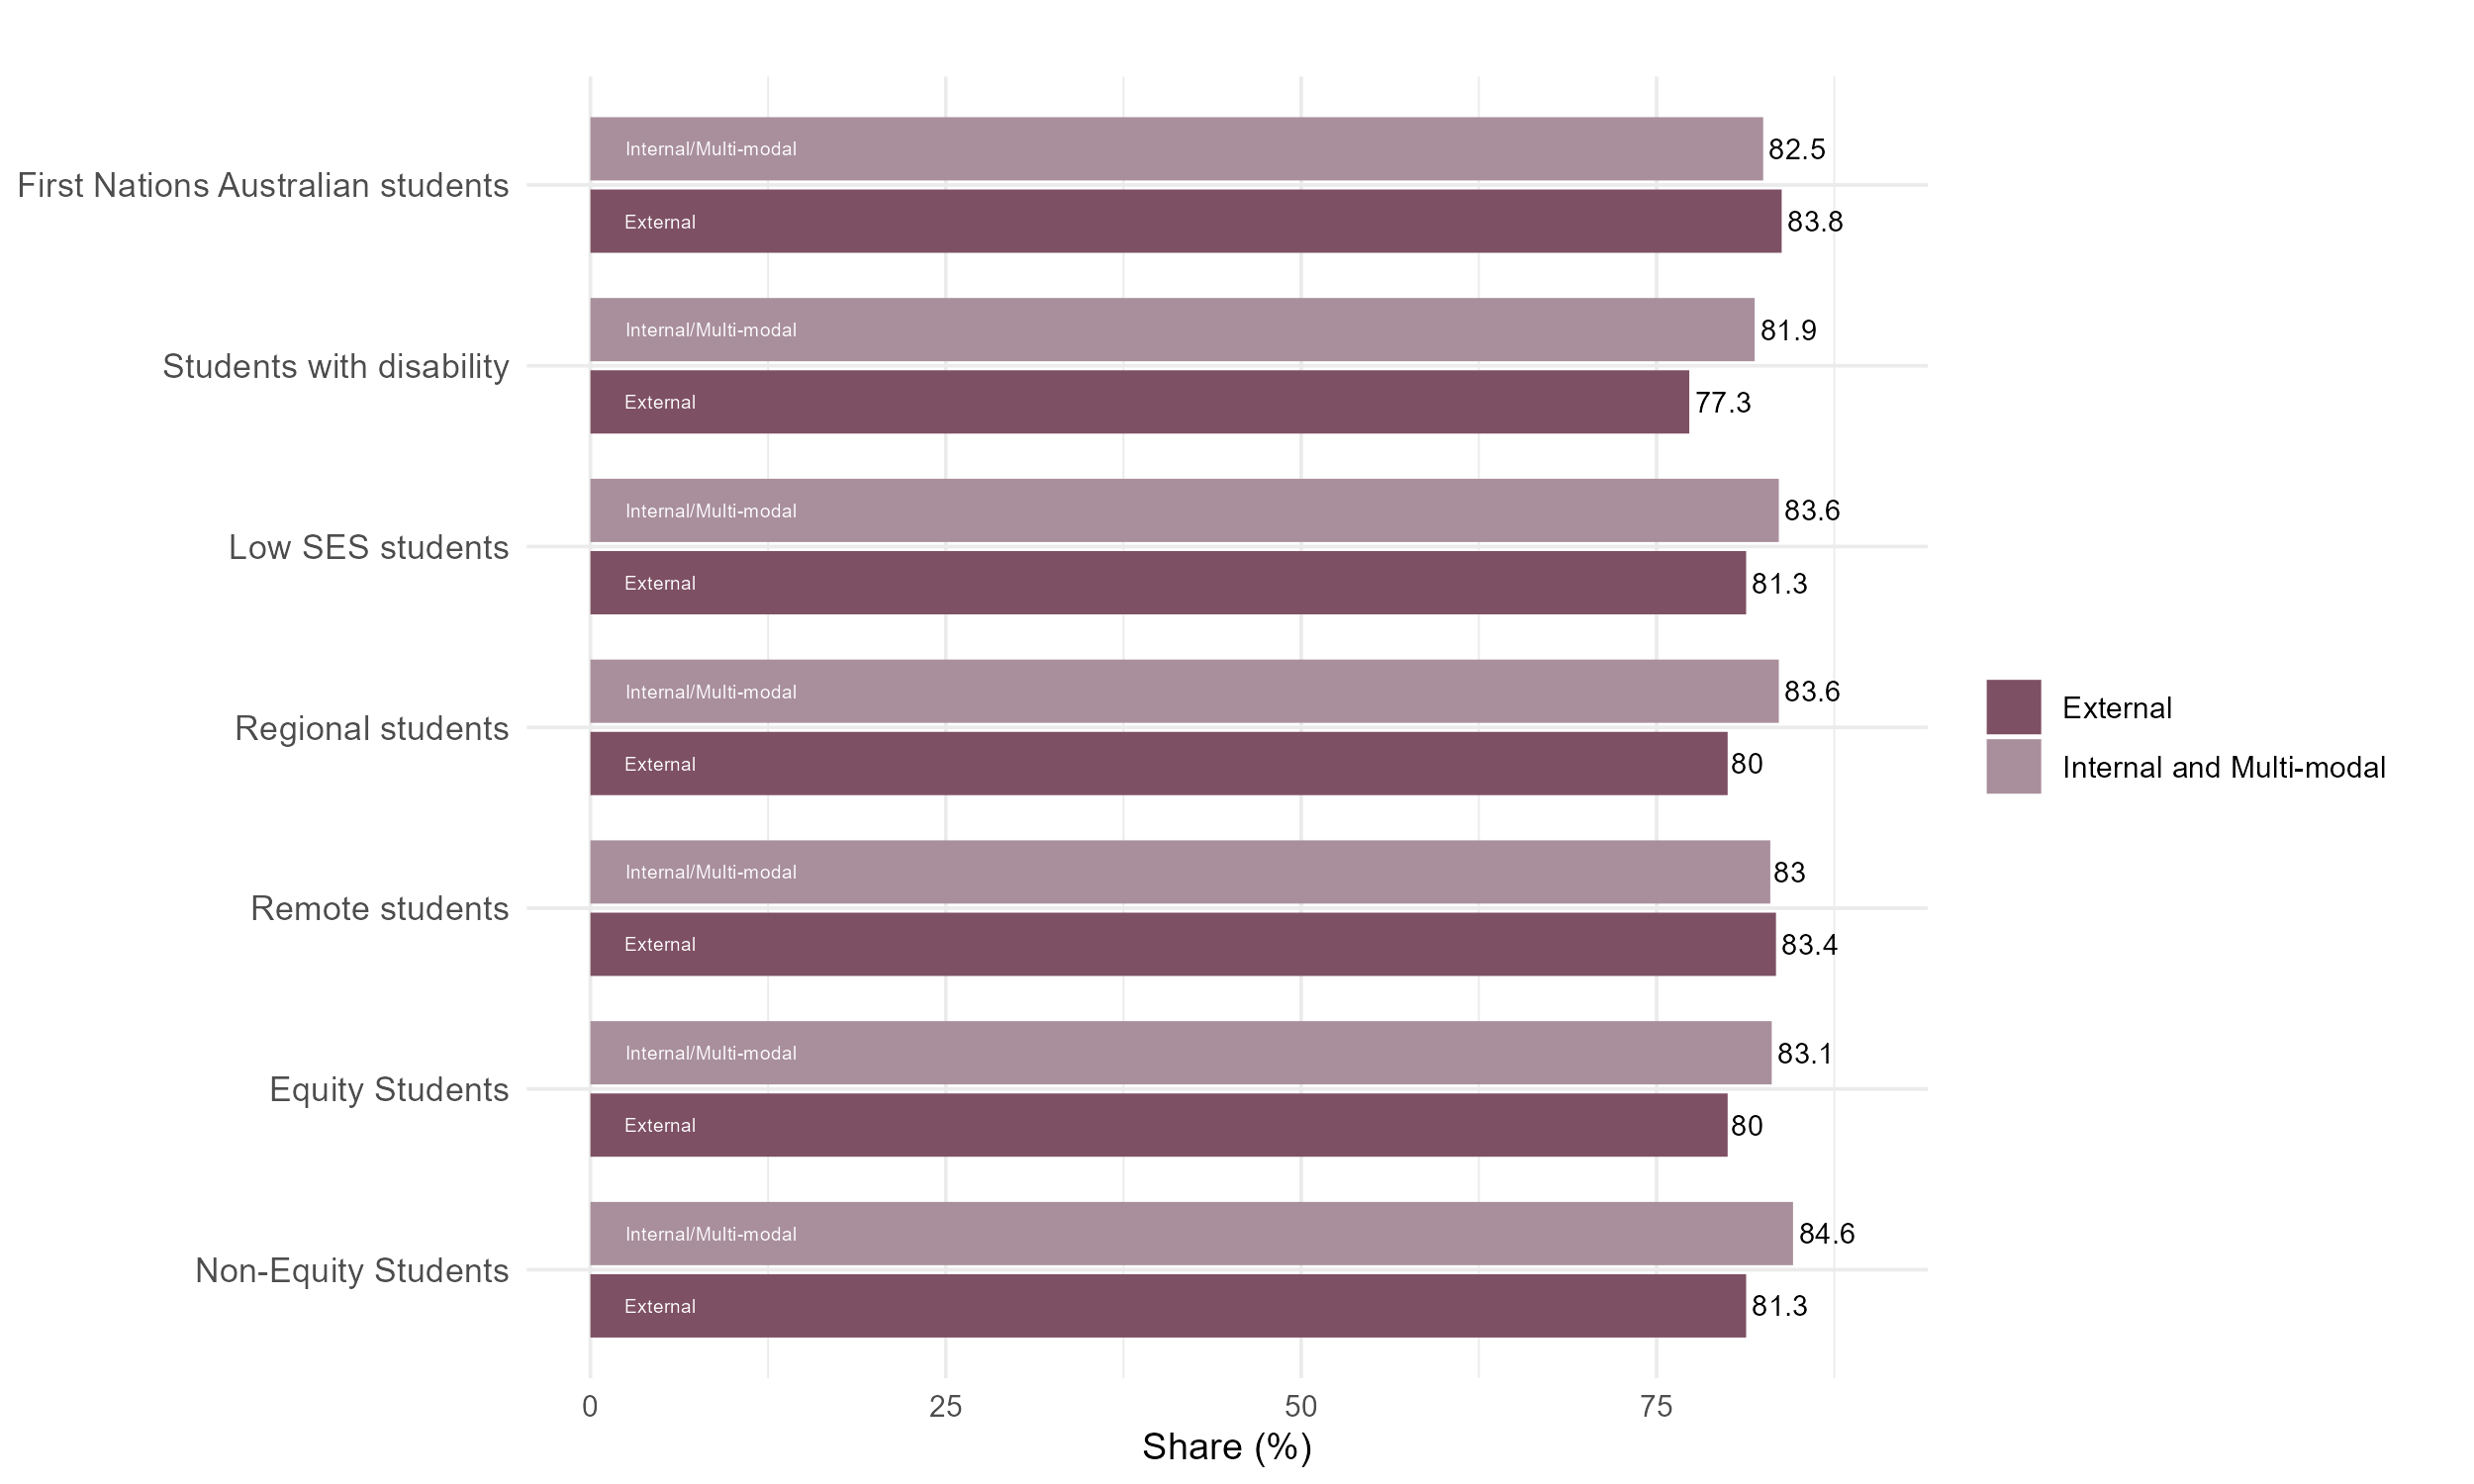 Internal/Multi-modal
82.5
First Nations Australian students
External
83.8
Internal/Multi-modal
81.9
Students with disability
External
77.3
Internal/Multi-modal
83.6
Low SES students
External
81.3
Internal/Multi-modal
83.6
Regional students
External
80
Internal/Multi-modal
83
Remote students
External
83.4
Internal/Multi-modal
83.1
Equity Students
External
80
Internal/Multi-modal
84.6
Non-Equity Students
External
81.3
0 25 50 75
Share (%)
External
Internal and Multi-modal